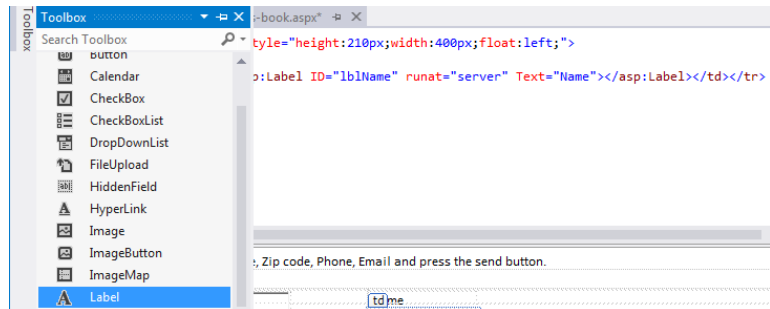 Toolbox
Toolbox
Search Toolbox
Button
Calendar
CheckBox
CheckBoxList
DropDownList
FileUpload
HiddenField
HyperLink
Image
ImageButton
ImageMap
Label
s-book.aspx*
style="height:210px;width:400px;float:left;">
p:Label ID="lblName" runat="server" Text="Name"></asp:Label></td></tr>
, Zip code, Phone, Email and press the send button.
td me